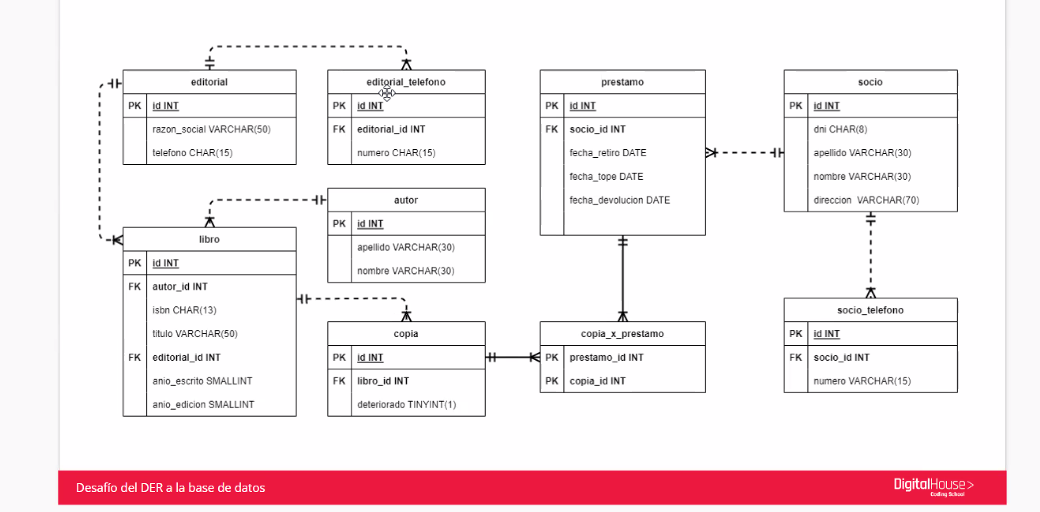 editorial
PK id INT
razon_social VARCHAR(50)
telefono CHAR(15)
editorial_telefono
PK id INT
FK editorial_id INT
numero CHAR(15)
prestamo
PK id INT
FK socio_id INT
fecha_retiro DATE
fecha_tope DATE
fecha_devolucion DATE
socio
PK id INT
dni CHAR(8)
apellido VARCHAR(30)
nombre VARCHAR(30)
direccion VARCHAR(70)
autor
PK id INT
apellido VARCHAR(30)
nombre VARCHAR(30)
libro
PK id INT
FK autor_id INT
isbn CHAR(13)
titulo VARCHAR(50)
FK editorial_id INT
anio_escrito SMALLINT
anio_edicion SMALLINT
copia
PK id INT
FK libro_id INT
deteriorado TINYINT(1)
copia_x_prestamo
PK prestamo_id INT
PK copia_id INT
socio_telefono
PK id INT
FK socio_id INT
numero VARCHAR(15)
Desafío del DER a la base de datos
DigitalHouse>
Coding School